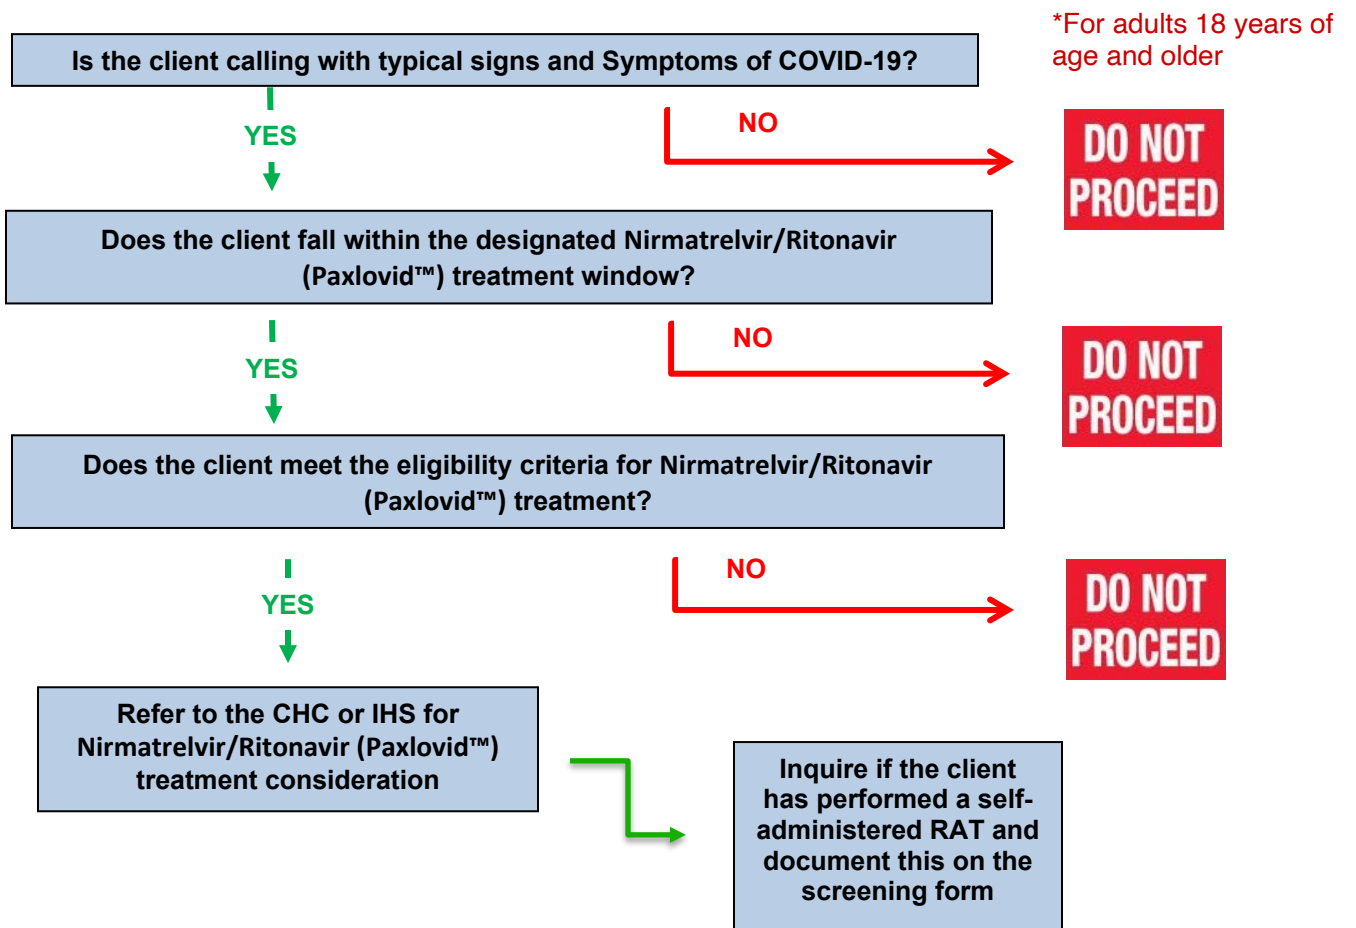 *For adults 18 years of
age and older
Is the client calling with typical signs and Symptoms of COVID-19?
YES
NO
DO NOT
PROCEED
Does the client fall within the designated Nirmatrelvir/Ritonavir
(Paxlovid™) treatment window?
YES
NO
DO NOT
PROCEED
Does the client meet the eligibility criteria for Nirmatrelvir/Ritonavir
(Paxlovid™) treatment?
YES
NO
DO NOT
PROCEED
Refer to the CHC or IHS for
Nirmatrelvir/Ritonavir (Paxlovid™)
treatment consideration
Inquire if the client
has performed a self-
administered RAT and
document this on the
screening form